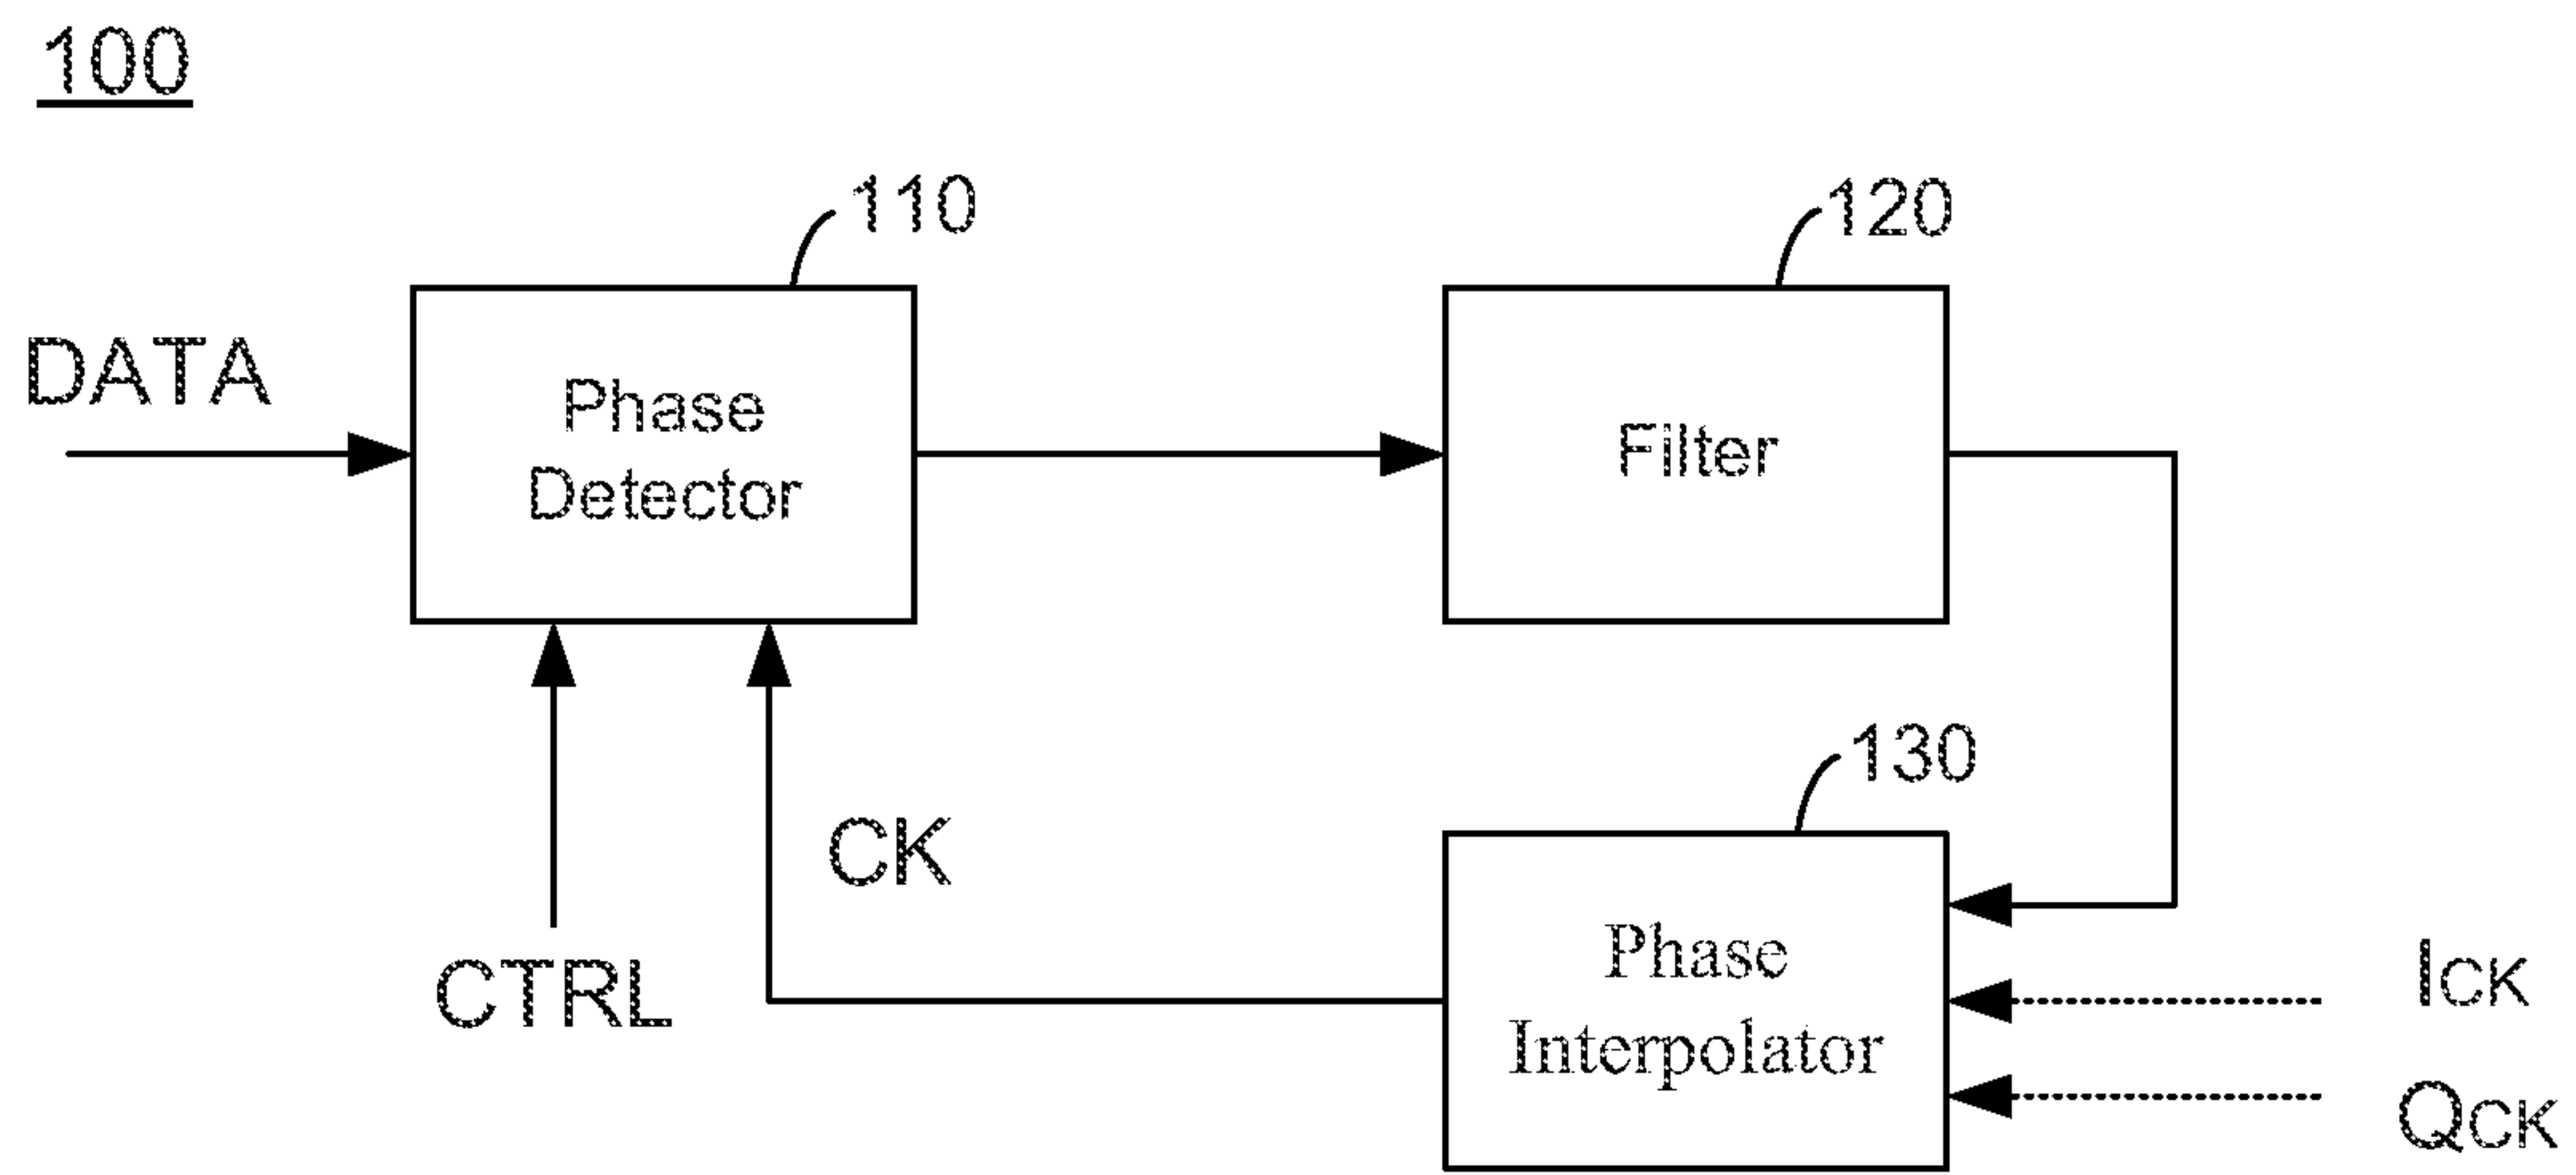 100
110
120
DATA
Phase
Detector
Filter
130
CK
CTRL
Phase
Interpolator
ICK
QCK